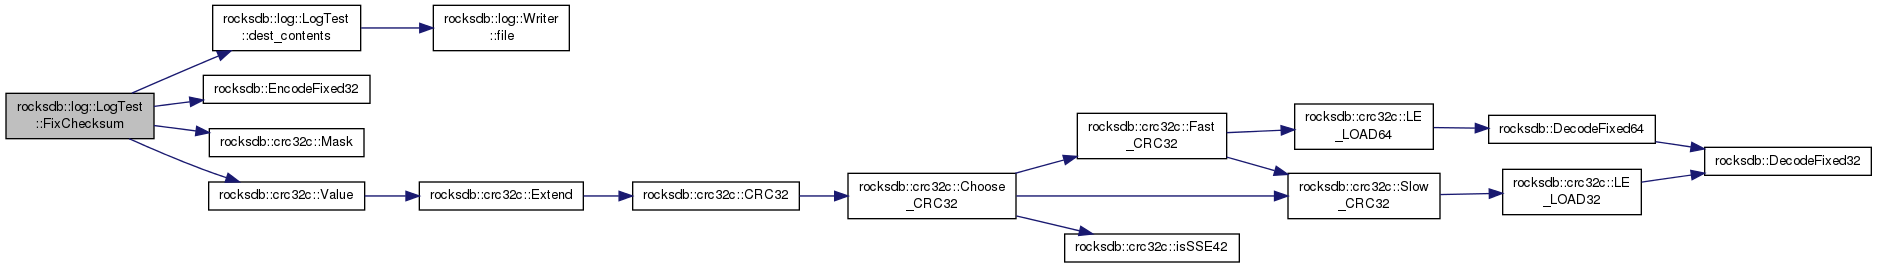 rocksdb::log::LogTest
::FixChecksum
rocksdb::log::LogTest
::dest_contents
rocksdb::log::Writer
::file
rocksdb::EncodeFixed32
rocksdb::crc32c::Mask
rocksdb::crc32c::Value
rocksdb::crc32c::Extend
rocksdb::crc32c::CRC32
rocksdb::crc32c::Choose
_CRC32
rocksdb::crc32c::Fast
_CRC32
rocksdb::crc32c::LE
_LOAD64
rocksdb::DecodeFixed64
rocksdb::DecodeFixed32
rocksdb::crc32c::Slow
_CRC32
rocksdb::crc32c::LE
_LOAD32
rocksdb::crc32c::isSSE42